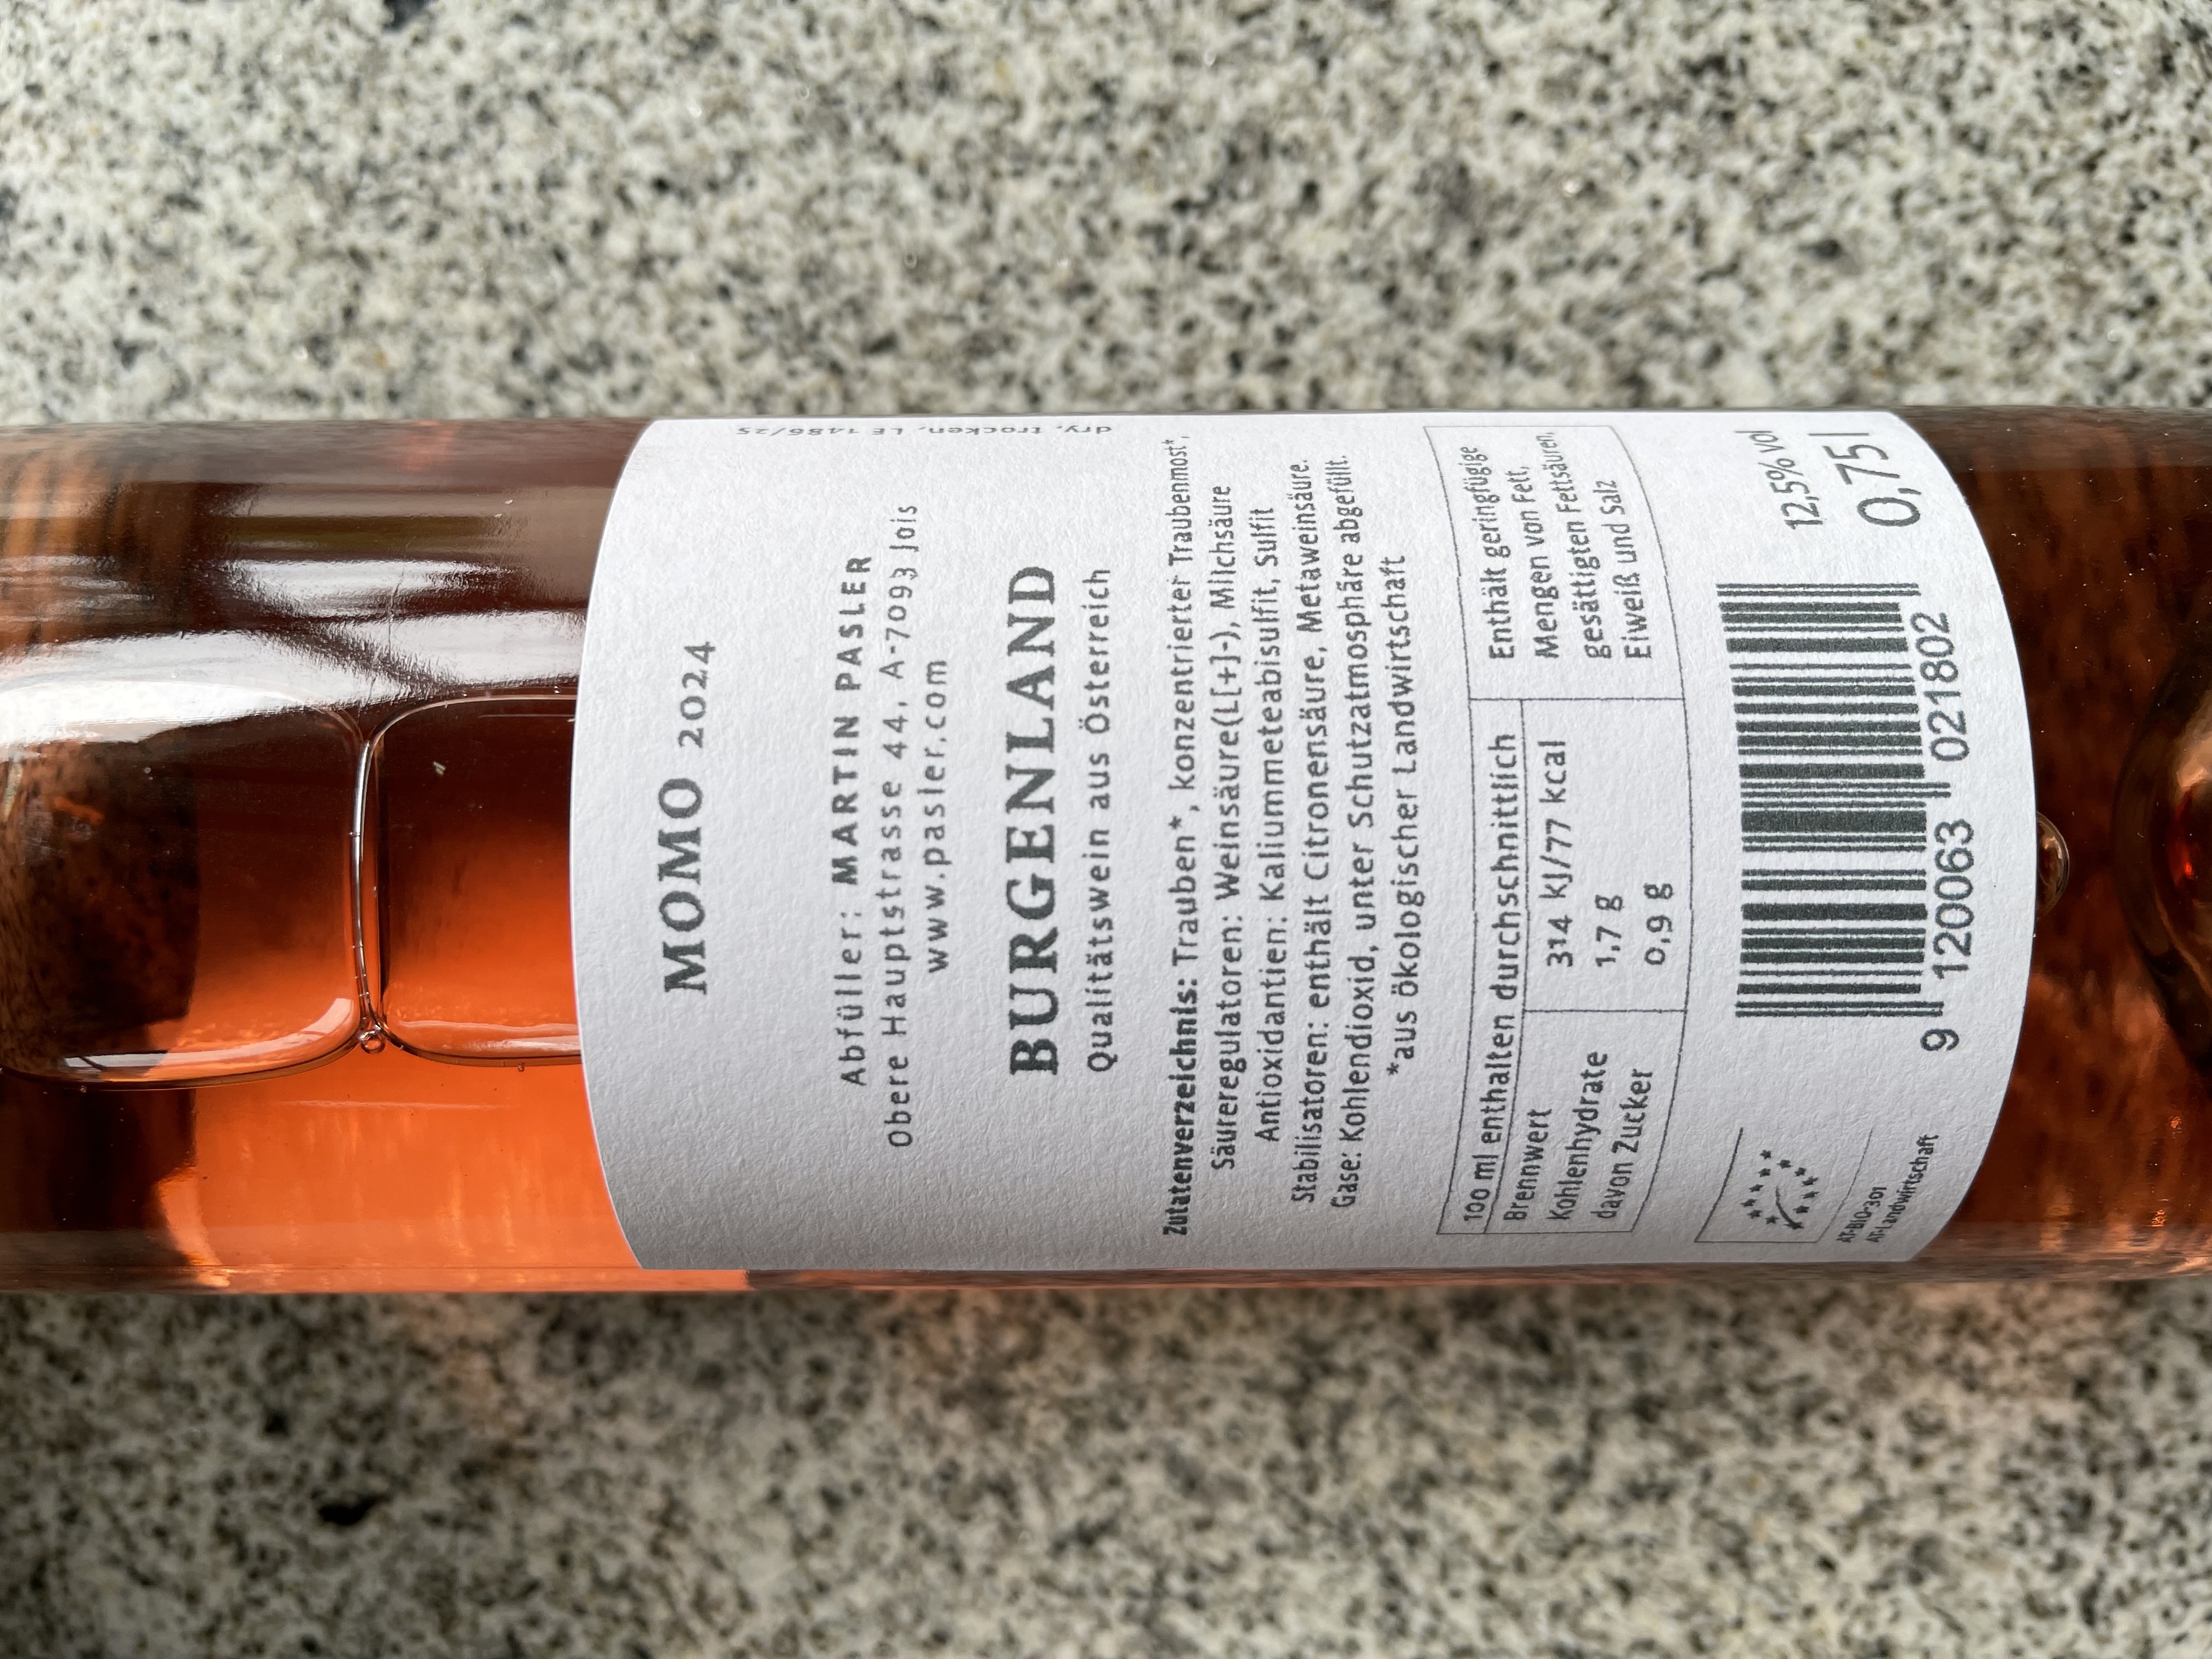 MOMO 2024
Abfüller: MARTIN PASLER
Obere Hauptstrasse 44, A-7093 Jois
www.pasler.com
BURGENLAND
Qualitätswein aus Österreich
Zutatenverzeichnis: Trauben*, konzentrierter Traubenmost*,
Säureregulatoren: Weinsäure(L[+]-), Milchsäure
Antioxidantien: Kaliummeteabisulfit, Sulfit
Stabilisatoren: enthält Citronensäure, Metaweinsäure.
Gase: Kohlendioxid, unter Schutzatmosphäre abgefüllt.
*aus ökologischer Landwirtschaft
100 ml enthalten durchschnittlich
Brennwert 314 kJ/77 kcal
Kohlenhydrate 1,7 g
davon Zucker 0,9 g
Enthält geringfügige
Mengen von Fett,
gesättigten Fettsäuren,
Eiweiß und Salz
AT-BIO-301
AT-Landwirtschaft
9 120063 021802
12,5% vol
0,75 l
dry, trocken, LE 1486/25